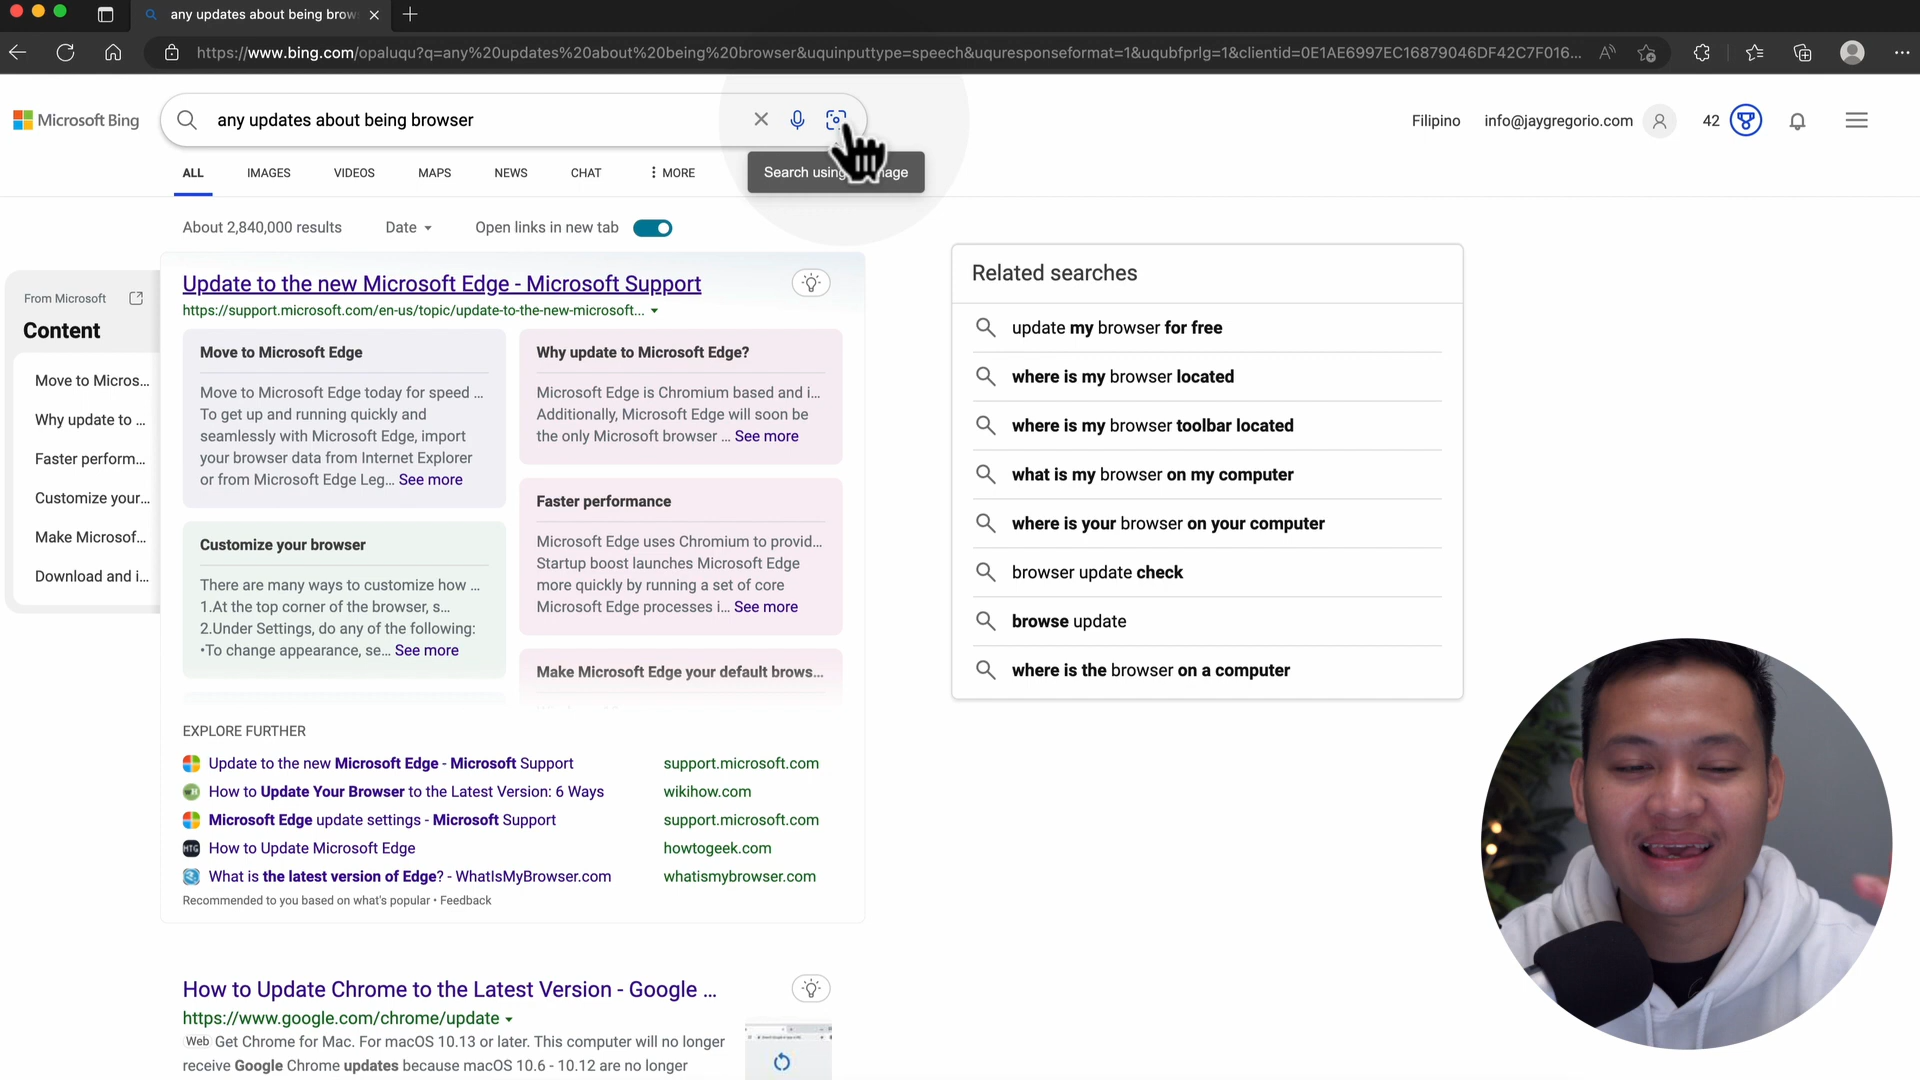 any updates about being brow
https://www.bing.com/opaluqu?q=any%20updates%20about%20being%20browser&uquinputtype=speech&uquresponseformat=1&uqubfprlg=1&clientid=0E1AE6997EC16879046DF42C7F016...
Microsoft Bing
any updates about being browser
Filipino
info@jaygregorio.com
42
Search using
age
ALL
IMAGES
VIDEOS
MAPS
NEWS
CHAT
MORE
About 2,840,000 results
Date
Open links in new tab
From Microsoft
Content
Move to Micros...
Why update to ...
Faster perform...
Customize your...
Make Microsof...
Download and i...
Update to the new Microsoft Edge - Microsoft Support
https://support.microsoft.com/en-us/topic/update-to-the-new-microsoft...
Move to Microsoft Edge
Move to Microsoft Edge today for speed ...
To get up and running quickly and
seamlessly with Microsoft Edge, import
your browser data from Internet Explorer
or from Microsoft Edge Leg... See more
Customize your browser
There are many ways to customize how ...
1.At the top corner of the browser, s...
2.Under Settings, do any of the following:
•To change appearance, se... See more
Why update to Microsoft Edge?
Microsoft Edge is Chromium based and i...
Additionally, Microsoft Edge will soon be
the only Microsoft browser ... See more
Faster performance
Microsoft Edge uses Chromium to provid...
Startup boost launches Microsoft Edge
more quickly by running a set of core
Microsoft Edge processes i... See more
Make Microsoft Edge your default brows...
EXPLORE FURTHER
Update to the new Microsoft Edge - Microsoft Support support.microsoft.com
How to Update Your Browser to the Latest Version: 6 Ways wikihow.com
Microsoft Edge update settings - Microsoft Support support.microsoft.com
HTG How to Update Microsoft Edge howtogeek.com
What is the latest version of Edge? - WhatIsMyBrowser.com whatismybrowser.com
Recommended to you based on what's popular • Feedback
How to Update Chrome to the Latest Version - Google ...
https://www.google.com/chrome/update
Web Get Chrome for Mac. For macOS 10.13 or later. This computer will no longer
receive Google Chrome updates because macOS 10.6 - 10.12 are no longer
Related searches
update my browser for free
where is my browser located
where is my browser toolbar located
what is my browser on my computer
where is your browser on your computer
browser update check
browse update
where is the browser on a computer